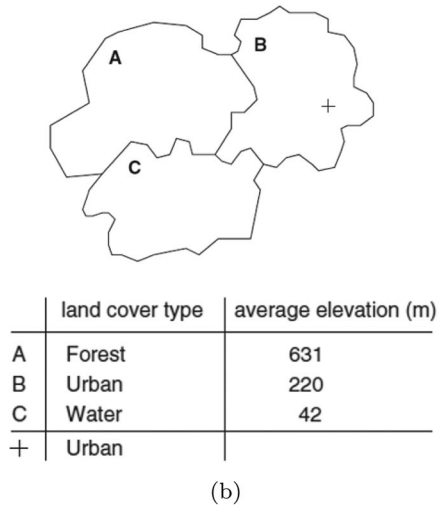 A
B
+
C
land cover type average elevation (m)
A Forest 631
B Urban 220
C Water 42
+ Urban
(b)